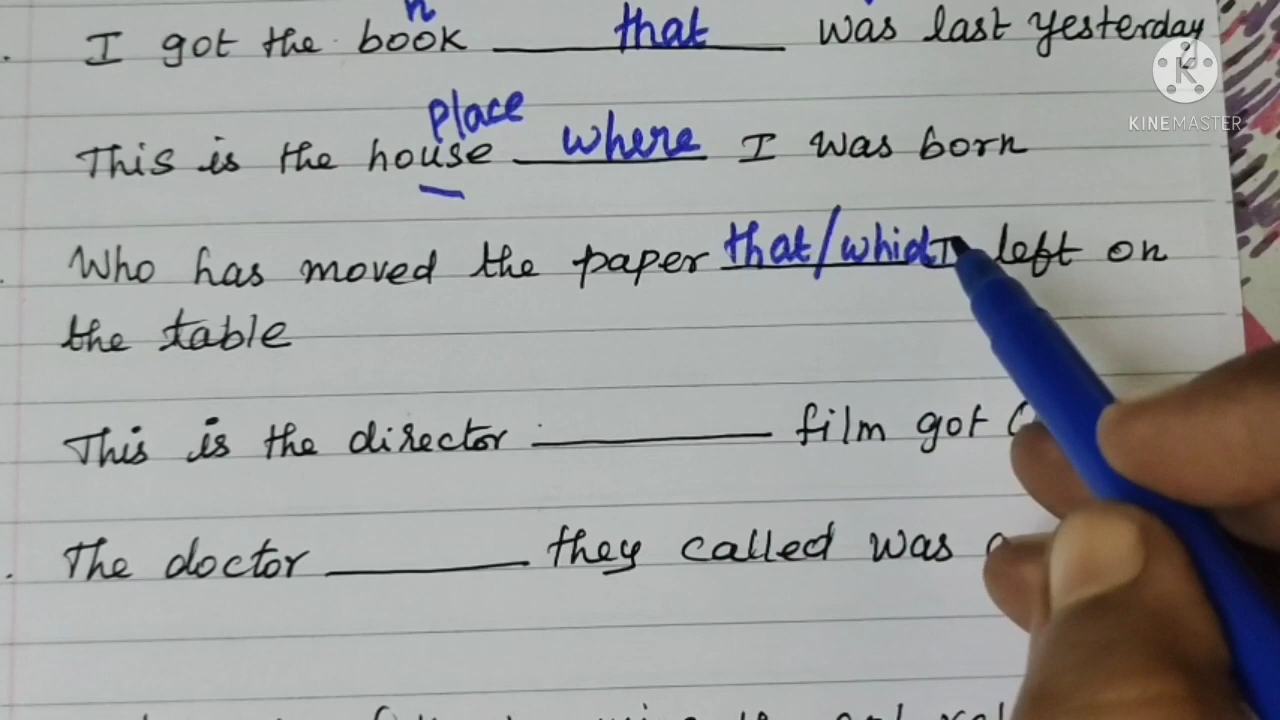 n
I got the book that was last yesterday
place
This is the house where I was born
Who has moved the paper that/which I left on
the table
This is the director ______ film got
The doctor ______ they called was
K
KINEMASTER